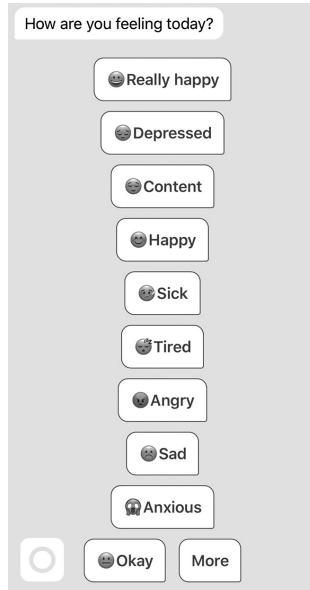 How are you feeling today?
😀Really happy
😔Depressed
😌Content
😊Happy
🤒Sick
😴Tired
😡Angry
☹️Sad
😱Anxious
😐Okay More